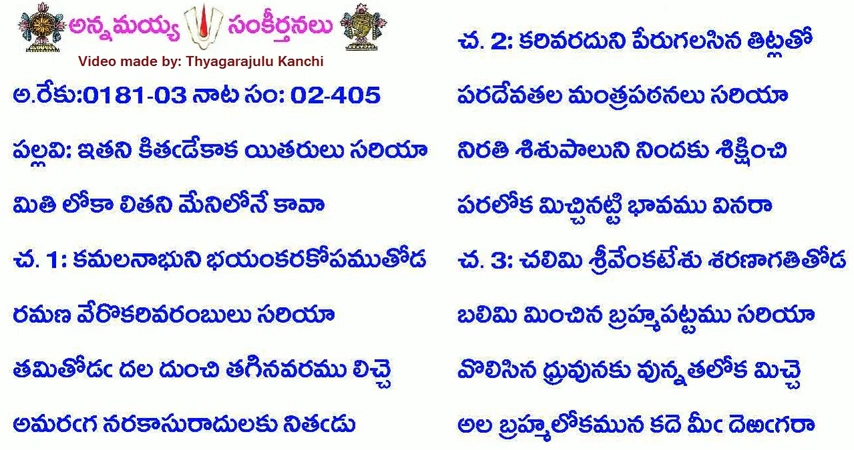 అన్నమయ్య సంకీర్తనలు
Video made by: Thyagarajulu Kanchi
అ.రేకు:0181-03 నాట సం: 02-405
పల్లవి: ఇతని కితఁడేకాక యితరులు సరియా
మితి లోకా లితని మేనిలోనే కావా
చ. 1: కమలనాభుని భయంకరకోపముతోడ
రమణ వేరొకరివరంబులు సరియా
తమితోడఁ దల దుంచి తగినవరము లిచ్చె
అమరఁగ నరకాసురాదులకు నితఁడు
చ. 2: కరివరదుని పేరుగలసిన తిట్లతో
పరదేవతల మంత్రపఠనలు సరియా
నిరతి శిశుపాలుని నిందకు శిక్షించి
పరలోక మిచ్చినట్టి భావము వినరా
చ. 3: చలిమి శ్రీవేంకటేశు శరణాగతితోడ
బలిమి మించిన బ్రహ్మపట్టము సరియా
వొలిసిన ధ్రువునకు వున్నతలోక మిచ్చె
అల బ్రహ్మలోకమున కదె మీఁ దెఱఁగరా